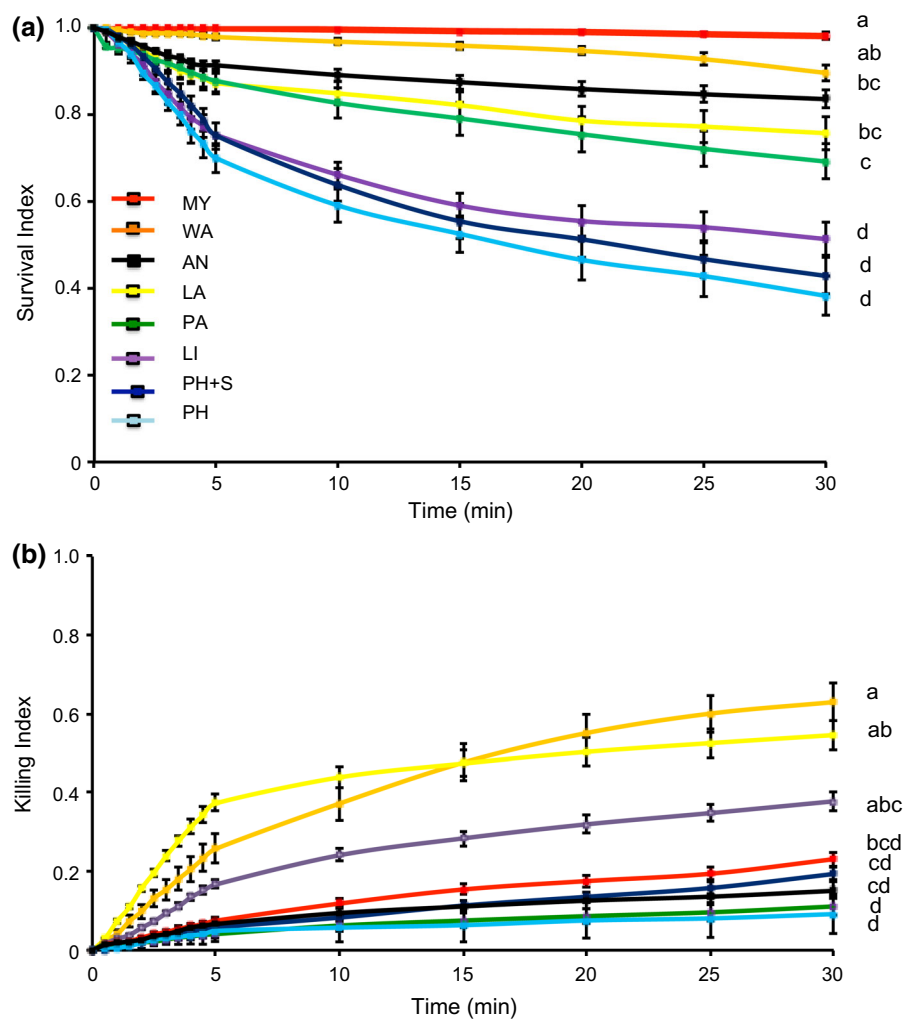 (a)
1.0
0.8
0.6
0.4
0.2
0
Survival Index
MY
WA
AN
LA
PA
LI
PH+S
PH
a
ab
bc
bc
c
d
d
d
0 5 10 15 20 25 30
Time (min)
(b)
1.0
0.8
0.6
0.4
0.2
0
Killing Index
a
ab
abc
bcd
cd
cd
d
d
0 5 10 15 20 25 30
Time (min)